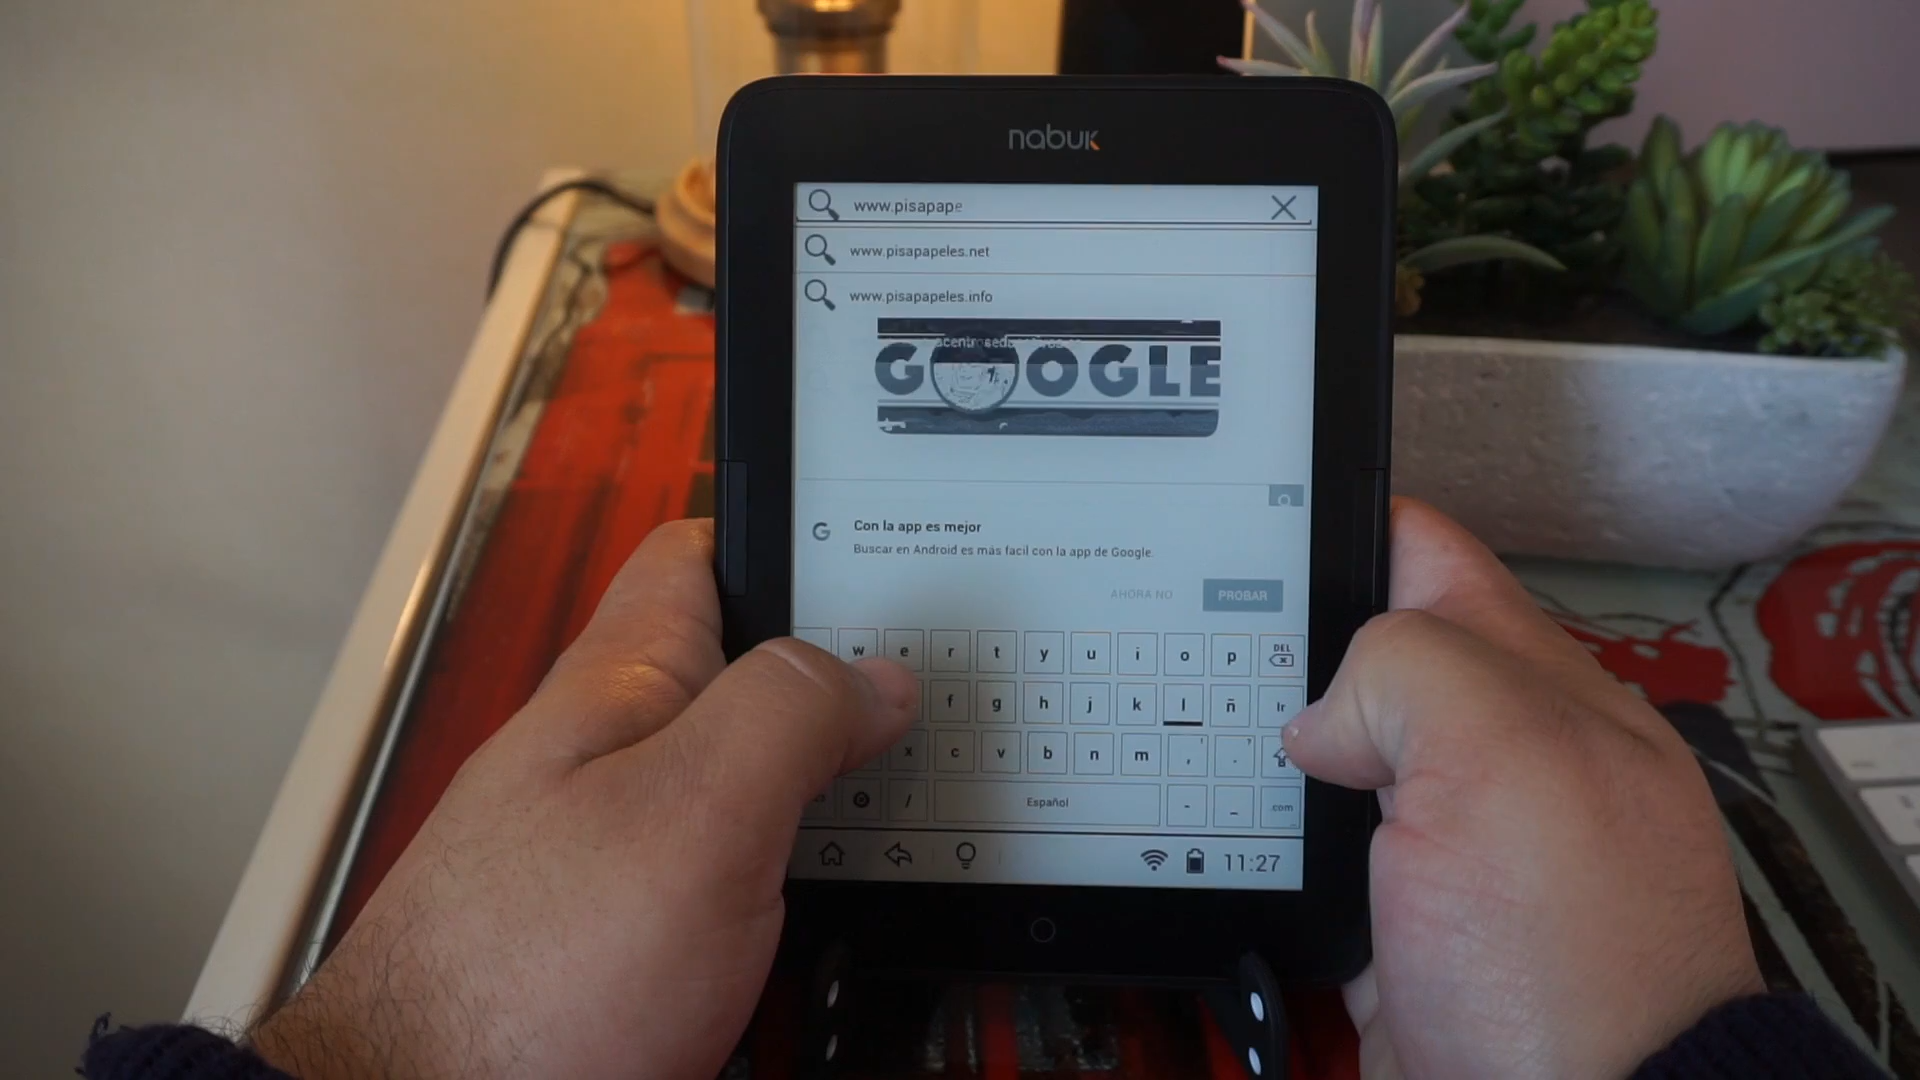 nabuk
www.pisapape
www.pisapapeles.net
www.pisapapeles.info
GOOGLE
Con la app es mejor
G
Buscar en Android es más fácil con la app de Google.
AHORA NO PROBAR
w e r t y u i o p DEL
f g h j k l ñ Ir
x c v b n m , .
/ Español - _ .com
11:27